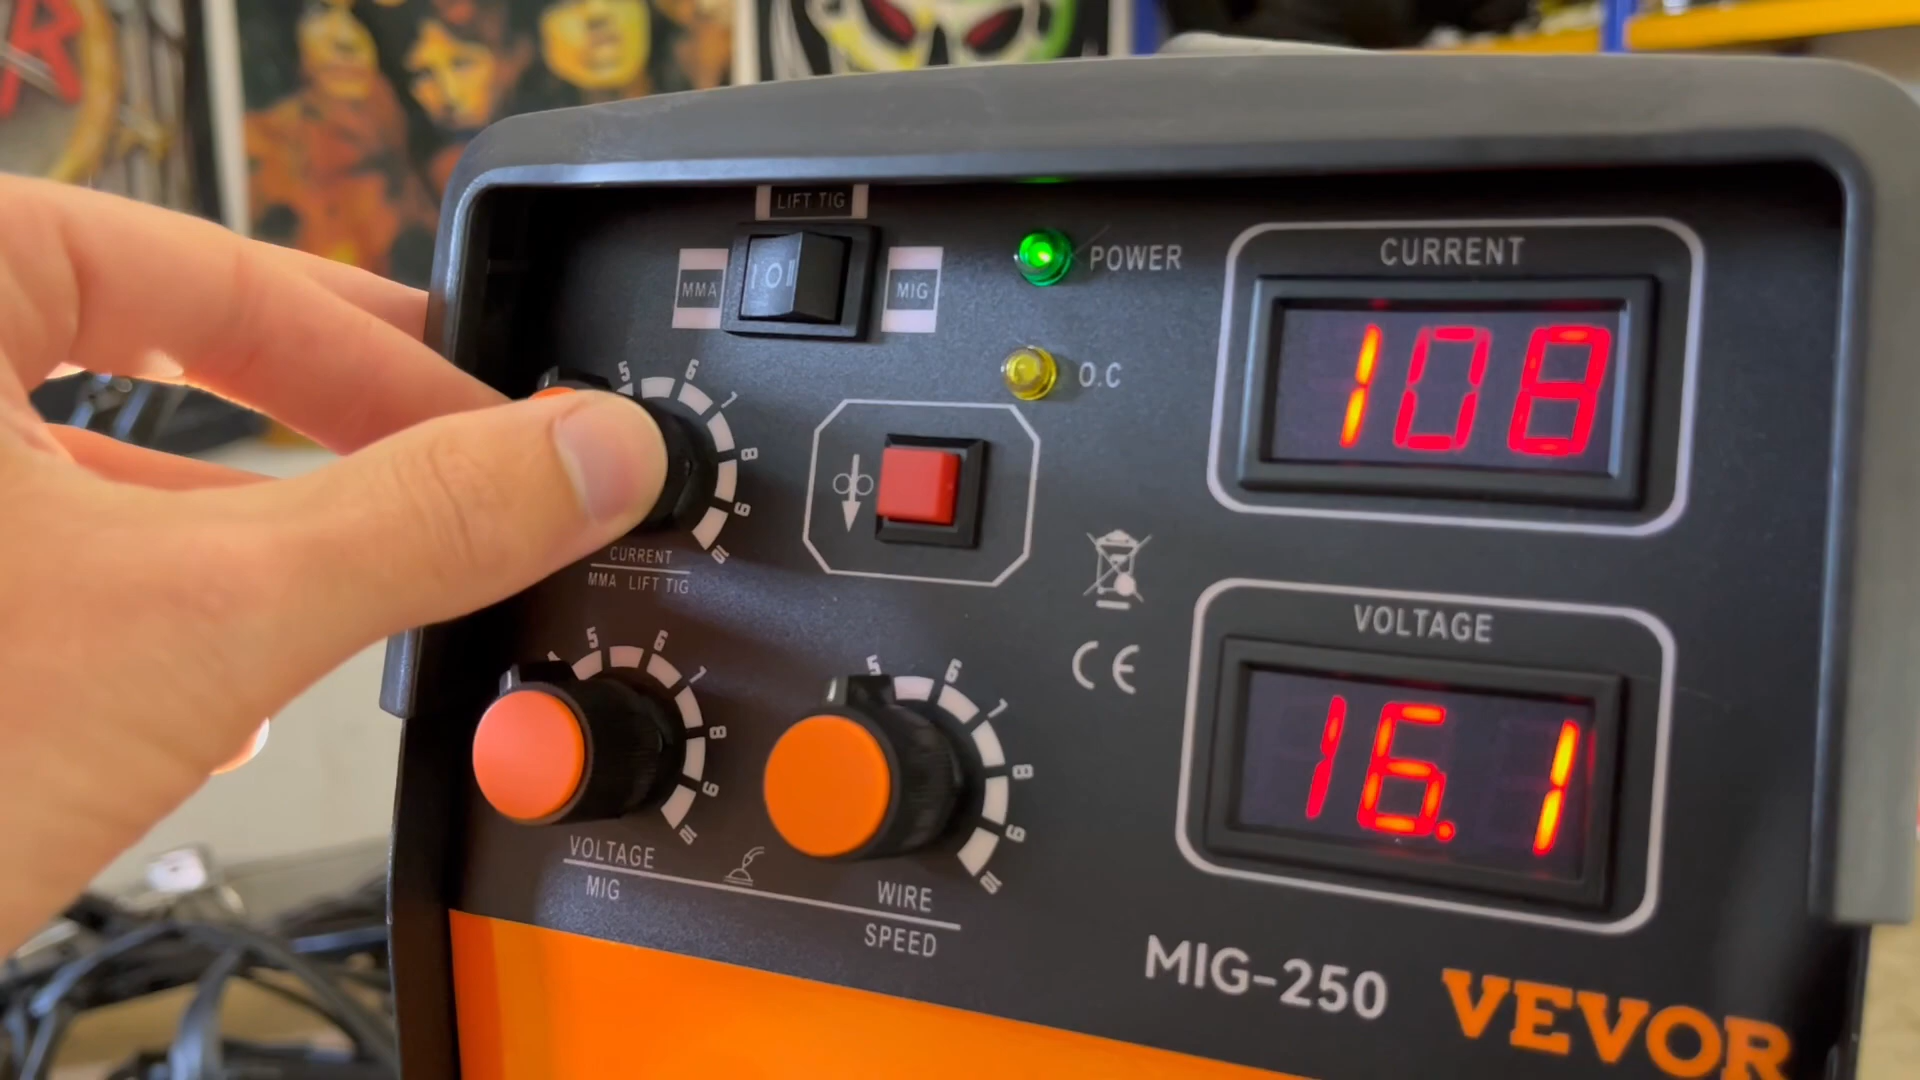 LIFT TIG
MMA
I O II
MIG
POWER
CURRENT
108
O.C
5 6 7 8 9 10
CURRENT
MMA LIFT TIG
VOLTAGE
16.1
CE
5 6 7 8 9 10
5 6 7 8 9 10
VOLTAGE
MIG
WIRE
SPEED
MIG-250
VEVOR